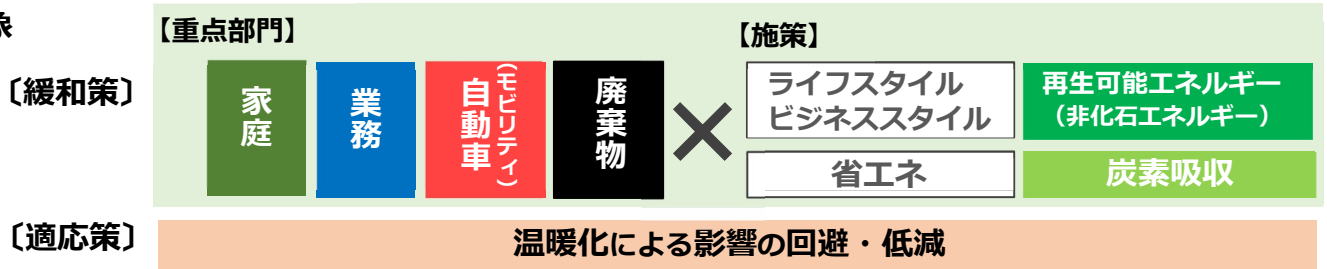 象
【重点部門】
【施策】
〔緩和策〕
家庭
業務
自動車
(モビリティ)
廃棄物
×
ライフスタイル
ビジネススタイル
再生可能エネルギー
（非化石エネルギー）
省エネ
炭素吸収
〔適応策〕
温暖化による影響の回避・低減